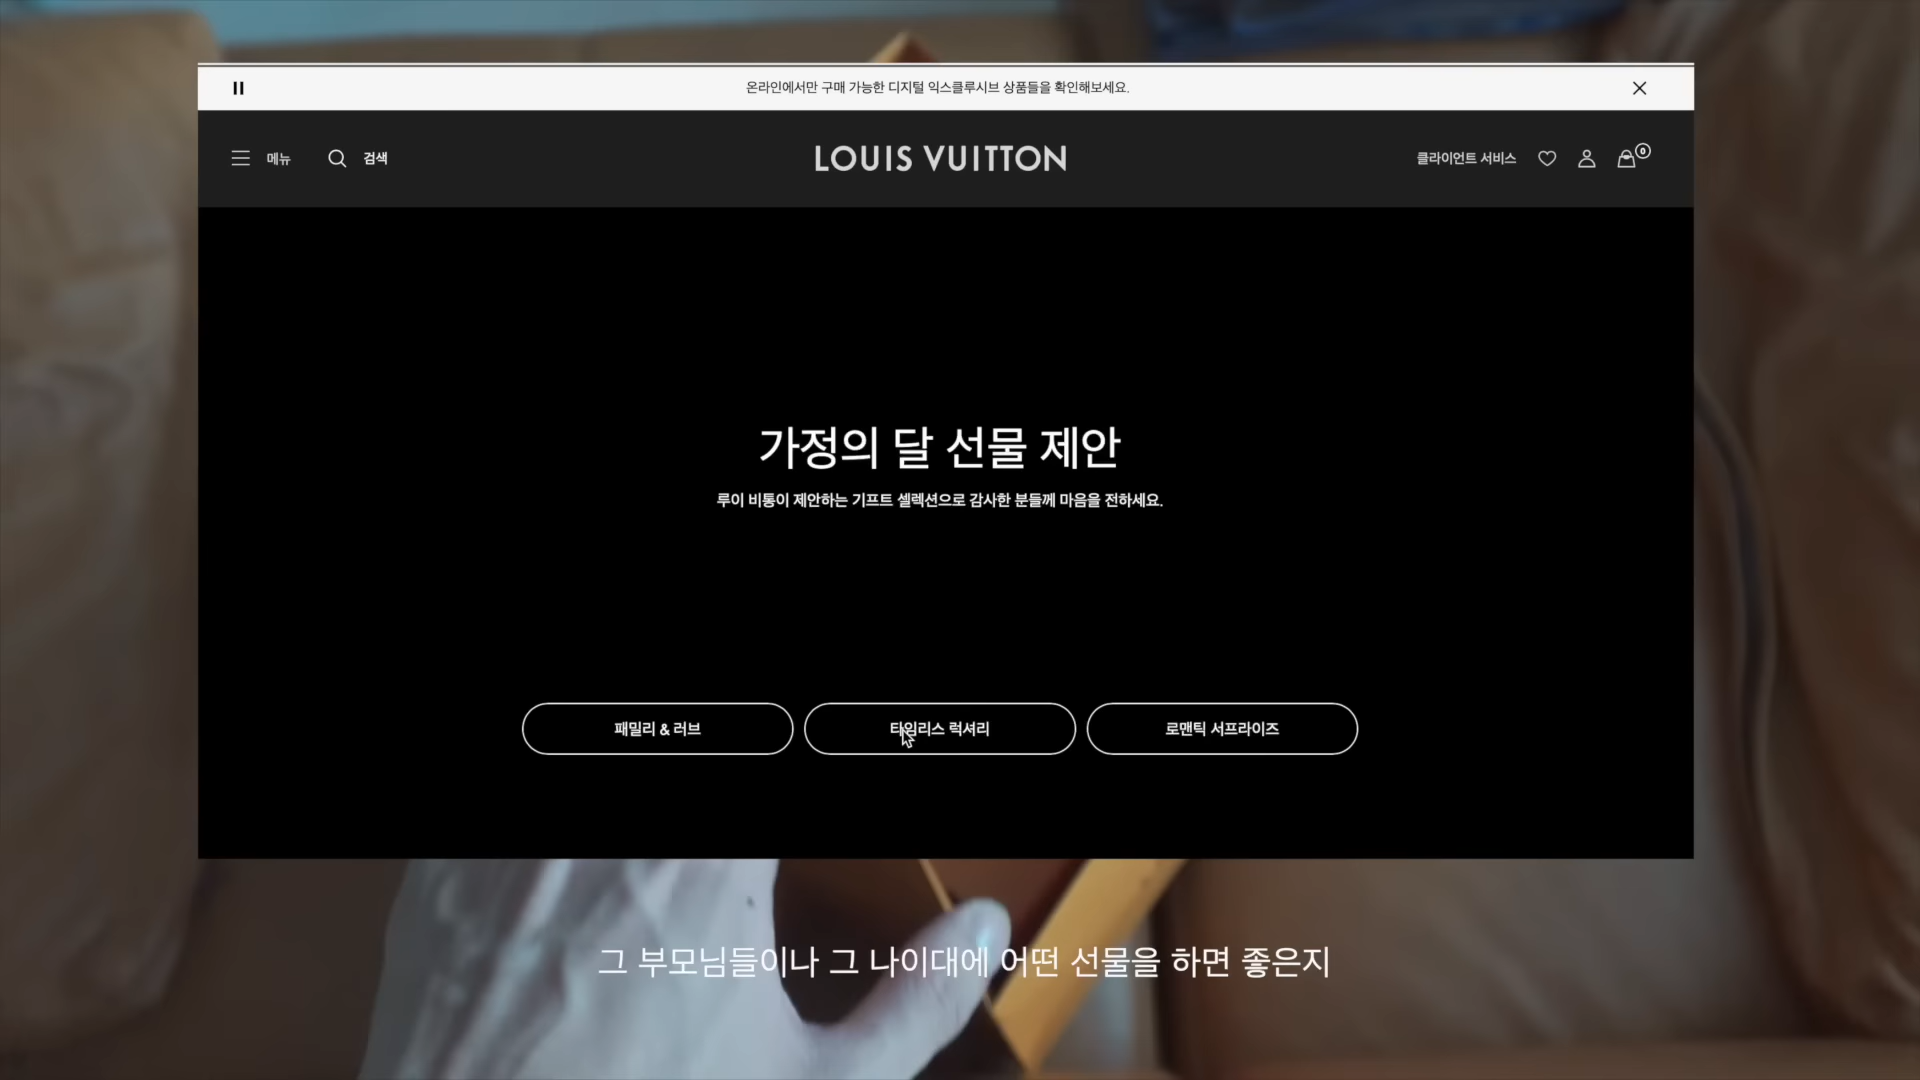 온라인에서만 구매 가능한 디지털 익스클루시브 상품들을 확인해보세요.
메뉴 검색 LOUIS VUITTON 클라이언트 서비스 0
가정의 달 선물 제안
루이 비통이 제안하는 기프트 셀렉션으로 감사한 분들께 마음을 전하세요.
패밀리 & 러브 타임리스 럭셔리 로맨틱 서프라이즈
그 부모님들이나 그 나이대에 어떤 선물을 하면 좋은지